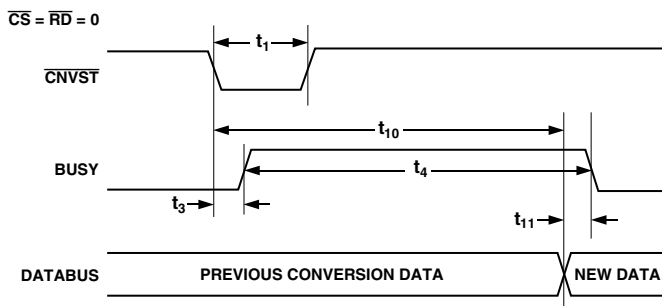 CS = RD = 0
t1
CNVST
t10
BUSY
t4
t3
t11
DATABUS
PREVIOUS CONVERSION DATA
NEW DATA